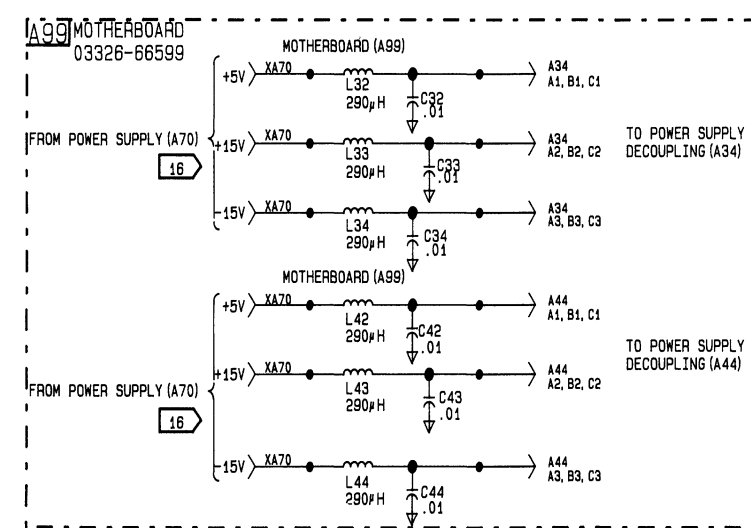 A99 MOTHERBOARD
03326-66599
MOTHERBOARD (A99)
+5V XA70 L32 290µH C32 .01 A34 A1, B1, C1
FROM POWER SUPPLY (A70)
16
+15V XA70 L33 290µH C33 .01 A34 A2, B2, C2
TO POWER SUPPLY
DECOUPLING (A34)
-15V XA70 L34 290µH C34 .01 A34 A3, B3, C3
MOTHERBOARD (A99)
+5V XA70 L42 290µH C42 .01 A44 A1, B1, C1
TO POWER SUPPLY
DECOUPLING (A44)
FROM POWER SUPPLY (A70)
16
+15V XA70 L43 290µH C43 .01 A44 A2, B2, C2
-15V XA70 L44 290µH C44 .01 A44 A3, B3, C3